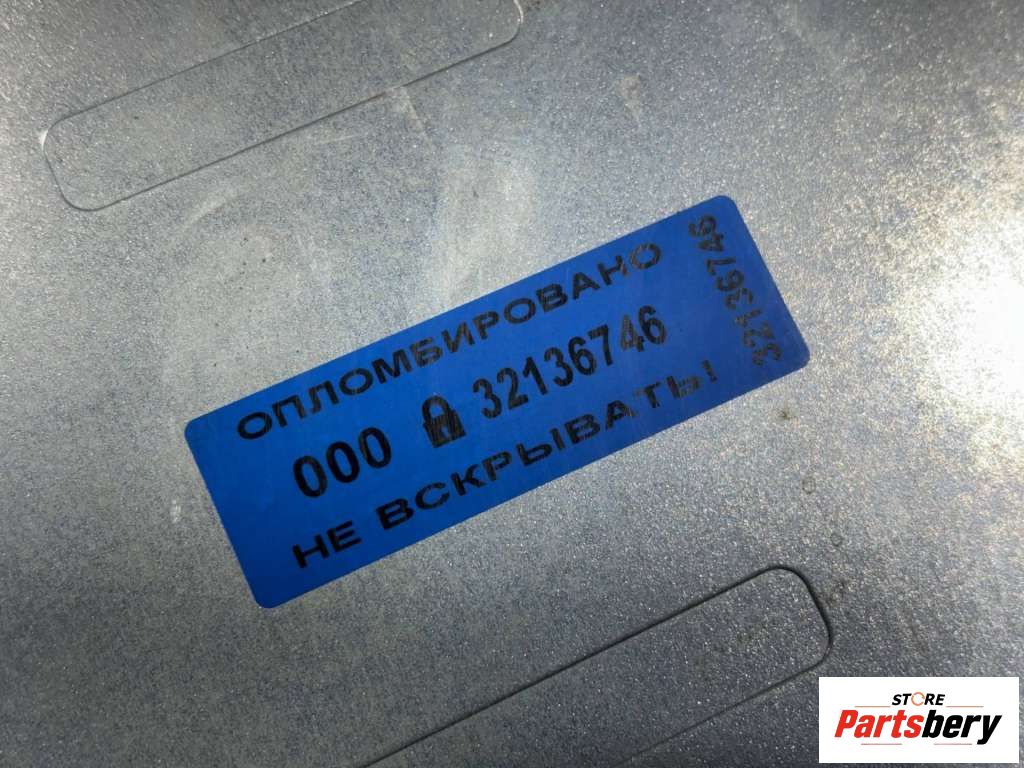 ОПЛОМБИРОВАНО
000 32136746
НЕ ВСКРЫВАТЬ!
32136746
STORE
Partsbery